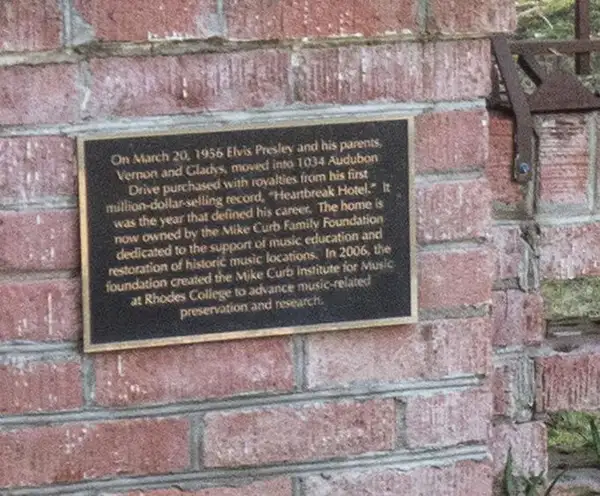 On March 20, 1956 Elvis Presley and his parents,
Vernon and Gladys, moved into 1034 Audubon
Drive purchased with royalties from his first
million-dollar-selling record, "Heartbreak Hotel." It
was the year that defined his career. The home is
now owned by the Mike Curb Family Foundation
dedicated to the support of music education and
restoration of historic music locations. In 2006, the
foundation created the Mike Curb Institute for Music
at Rhodes College to advance music-related
preservation and research.